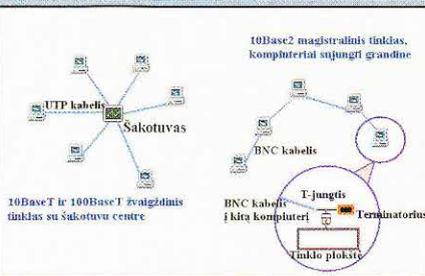 10Base2 magistralinis tinklas,
kompiuteriai sujungti grandine
UTP kabelis
Šakotuvas
BNC kabelis
10BaseT ir 100BaseT žvaigždinis
tinklas su šakotuvu centre
T-jungtis
BNC kabelis
į kitą kompiuterį
Terminatorius
Tinklo plokštė